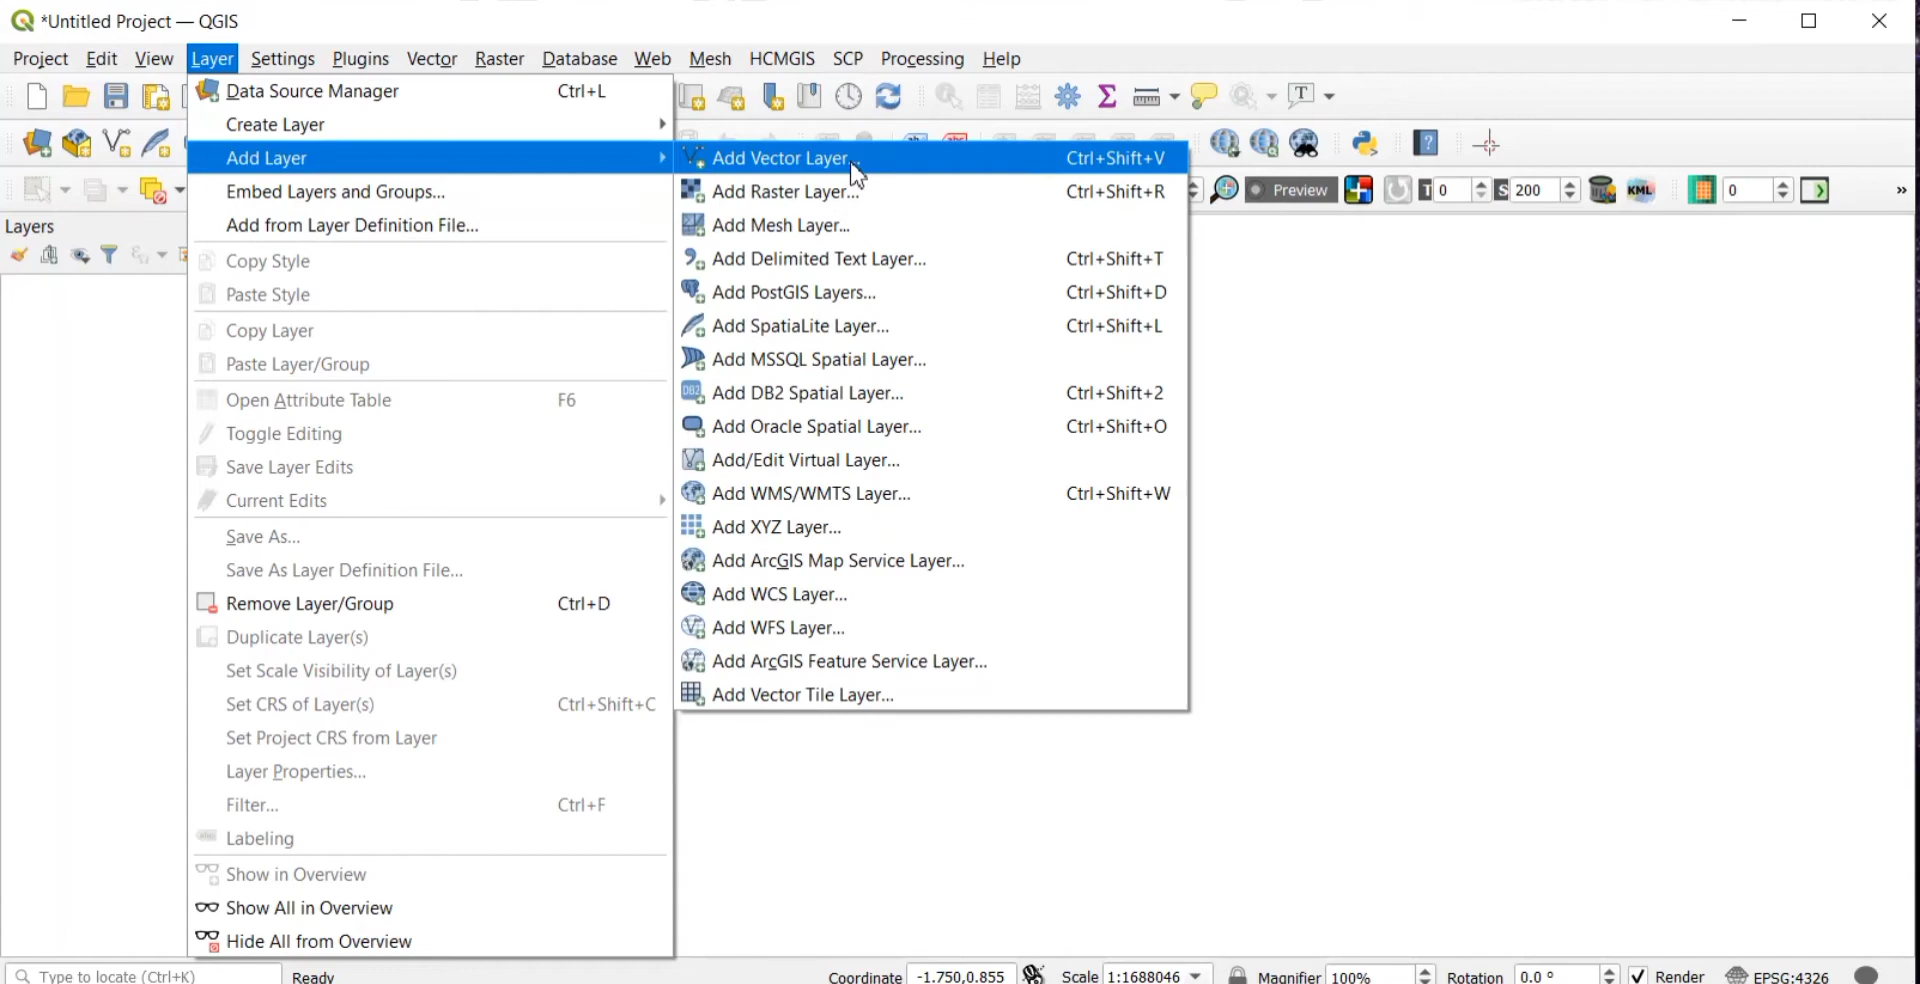 *Untitled Project — QGIS
Project Edit View Layer Settings Plugins Vector Raster Database Web Mesh HCMGIS SCP Processing Help
Data Source Manager Ctrl+L
Create Layer
Add Layer
Embed Layers and Groups...
Add from Layer Definition File...
Copy Style
Paste Style
Copy Layer
Paste Layer/Group
Open Attribute Table F6
Toggle Editing
Save Layer Edits
Current Edits
Save As...
Save As Layer Definition File...
Remove Layer/Group Ctrl+D
Duplicate Layer(s)
Set Scale Visibility of Layer(s)
Set CRS of Layer(s) Ctrl+Shift+C
Set Project CRS from Layer
Layer Properties...
Filter... Ctrl+F
Labeling
Show in Overview
Show All in Overview
Hide All from Overview
Add Vector Layer... Ctrl+Shift+V
Add Raster Layer... Ctrl+Shift+R
Add Mesh Layer...
Add Delimited Text Layer... Ctrl+Shift+T
Add PostGIS Layers... Ctrl+Shift+D
Add SpatiaLite Layer... Ctrl+Shift+L
Add MSSQL Spatial Layer...
Add DB2 Spatial Layer... Ctrl+Shift+2
Add Oracle Spatial Layer... Ctrl+Shift+O
Add/Edit Virtual Layer...
Add WMS/WMTS Layer... Ctrl+Shift+W
Add XYZ Layer...
Add ArcGIS Map Service Layer...
Add WCS Layer...
Add WFS Layer...
Add ArcGIS Feature Service Layer...
Add Vector Tile Layer...
Preview T 0 S 200 KML 0 »
Layers
Type to locate (Ctrl+K) Ready Coordinate -1.750,0.855 Scale 1:1688046 Magnifier 100% Rotation 0.0 ° Render EPSG:4326